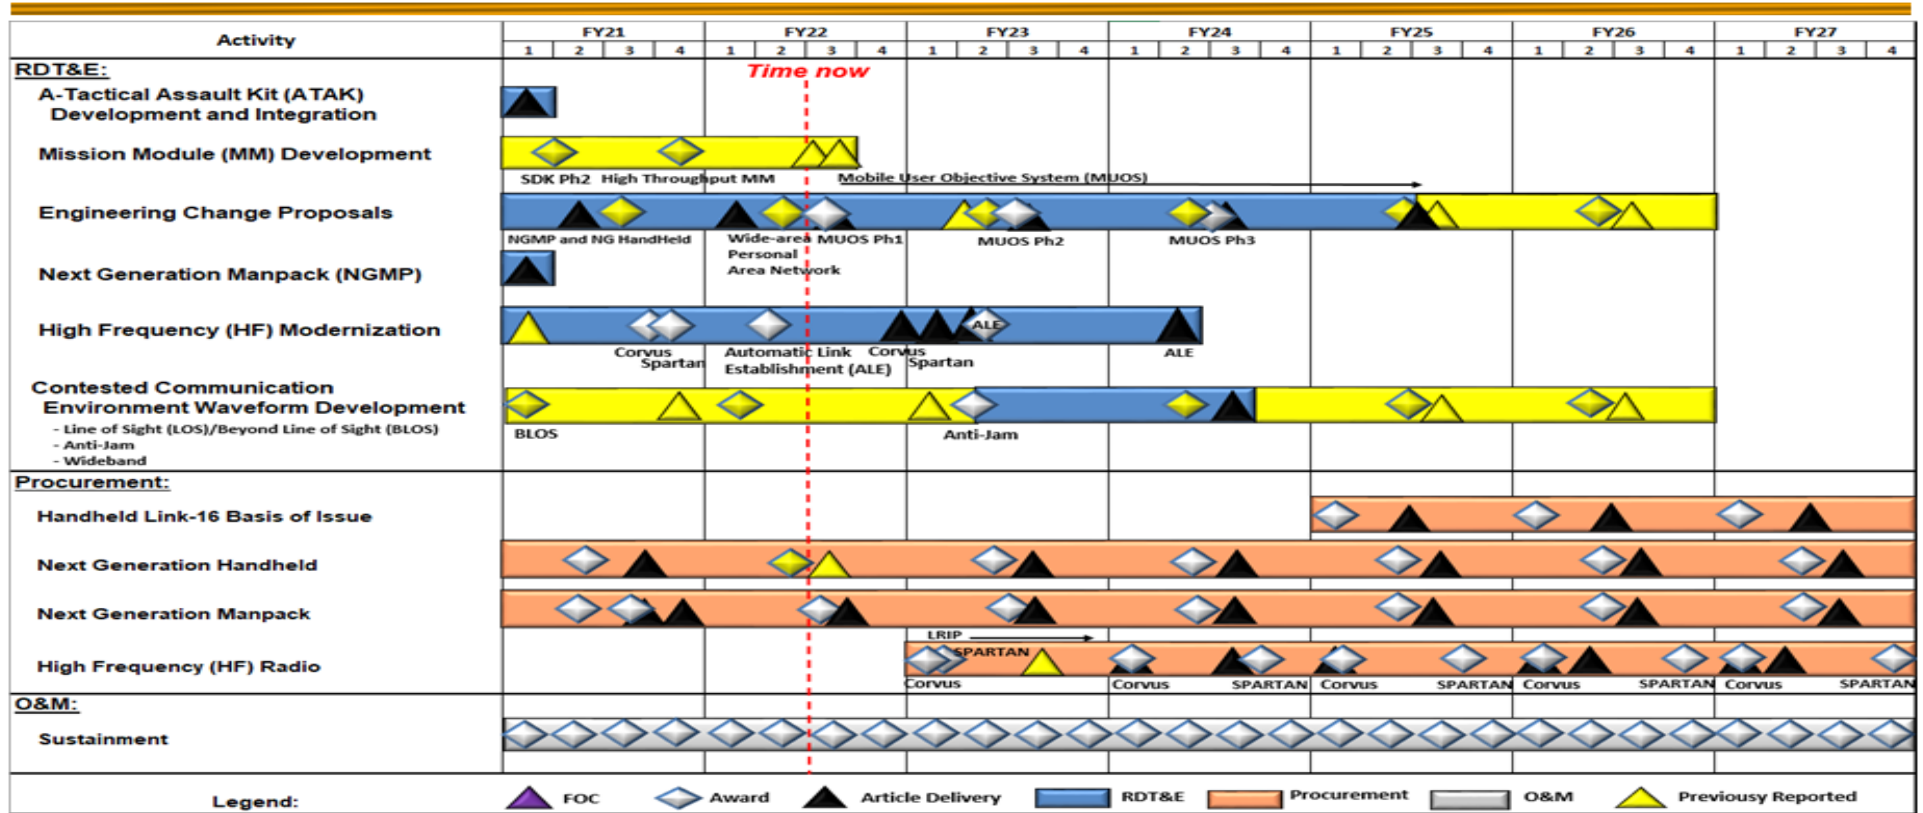 Activity
FY21 FY22 FY23 FY24 FY25 FY26 FY27
1 2 3 4 1 2 3 4 1 2 3 4 1 2 3 4 1 2 3 4 1 2 3 4 1 2 3 4
RDT&E:
Time now
A-Tactical Assault Kit (ATAK)
Development and Integration
Mission Module (MM) Development
SDK Ph2 High Throughput MM Mobile User Objective System (MUOS)
Engineering Change Proposals
NGMP and NG HandHeld Wide-area MUOS Ph1 MUOS Ph2 MUOS Ph3
Personal
Area Network
Next Generation Manpack (NGMP)
High Frequency (HF) Modernization
ALE
Corvus Automatic Link Corvus ALE
Spartan Establishment (ALE) Spartan
Contested Communication
Environment Waveform Development
- Line of Sight (LOS)/Beyond Line of Sight (BLOS)
BLOS Anti-Jam
- Anti-Jam
- Wideband
Procurement:
Handheld Link-16 Basis of Issue
Next Generation Handheld
Next Generation Manpack
LRIP
SPARTAN
High Frequency (HF) Radio
Corvus Corvus SPARTAN Corvus SPARTAN Corvus SPARTAN Corvus SPARTAN
O&M:
Sustainment
Legend: FOC Award Article Delivery RDT&E Procurement O&M Previousy Reported